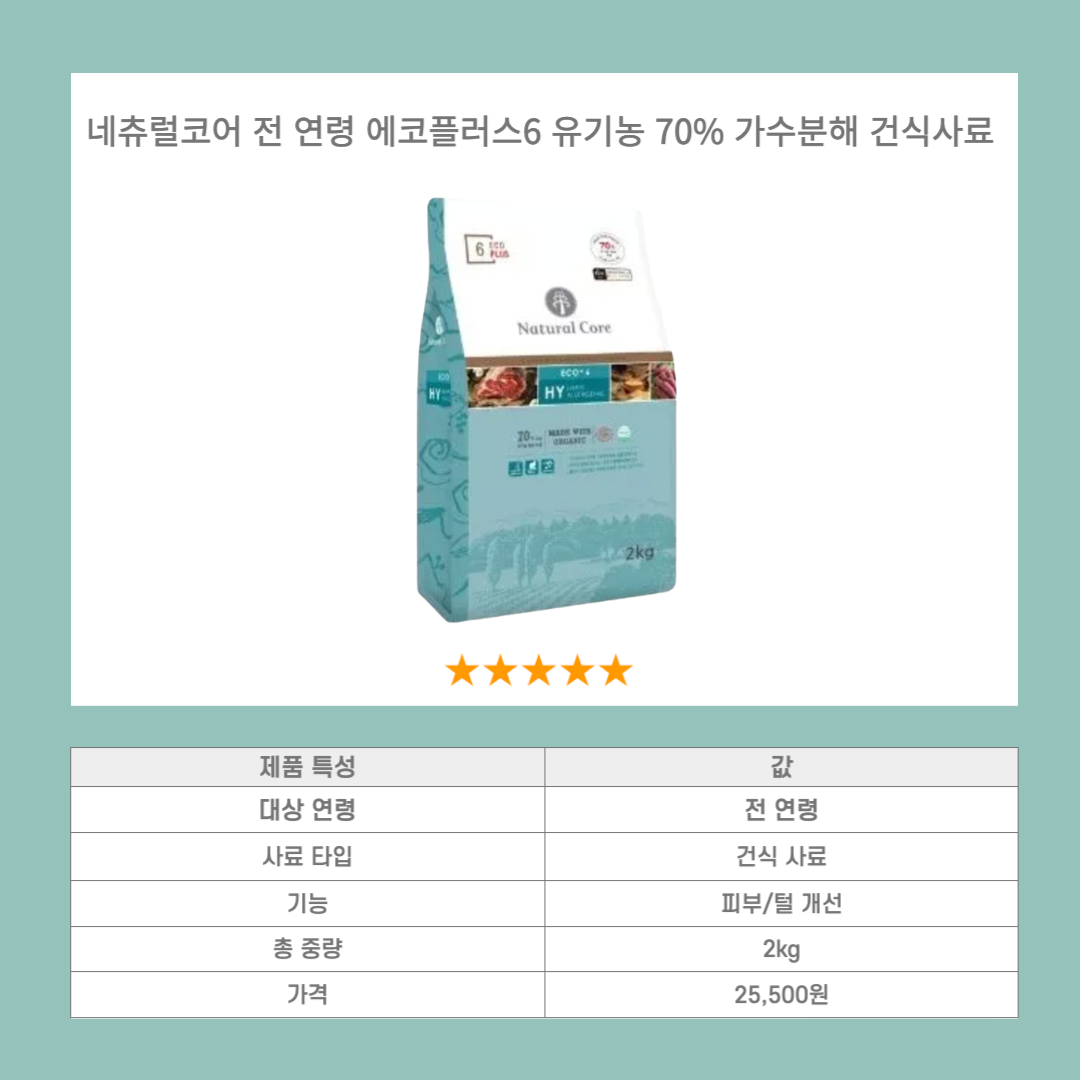 네츄럴코어 전 연령 에코플러스6 유기농 70% 가수분해 건식사료
6 ECO
PLUS
70%
Natural Core
ECO 6
HY
ECO
HY
70%
MADE WITH
ORGANIC
2kg
제품 특성 값
대상 연령 전 연령
사료 타입 건식 사료
기능 피부/털 개선
총 중량 2kg
가격 25,500원